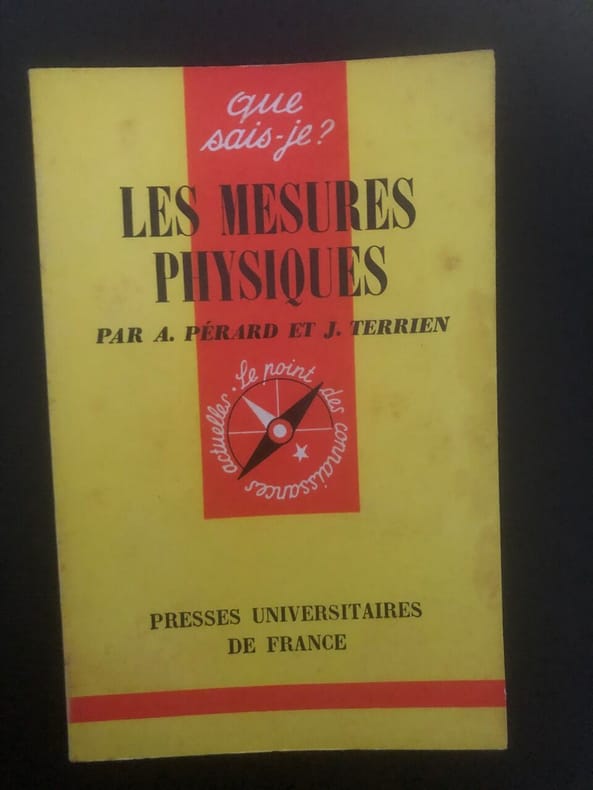 que
sais-je?
LES MESURES
PHYSIQUES
PAR A. PÉRARD ET J. TERRIEN
Le point des connaissances actuelles.
PRESSES UNIVERSITAIRES
DE FRANCE